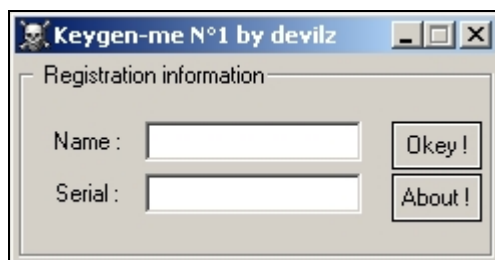 Keygen-me N°1 by devilz
Registration information
Name :
Okey !
Serial :
About !